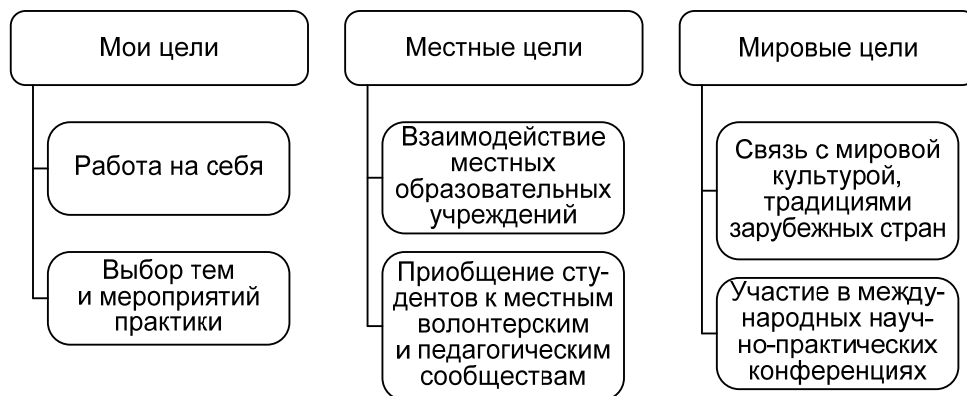 Мои цели
Работа на себя
Выбор тем
и мероприятий
практики
Местные цели
Взаимодействие
местных
образовательных
учреждений
Приобщение сту-
дентов к местным
волонтерским
и педагогическим
сообществам
Мировые цели
Связь с мировой
культурой,
традициями
зарубежных стран
Участие в между-
народных науч-
но-практических
конференциях